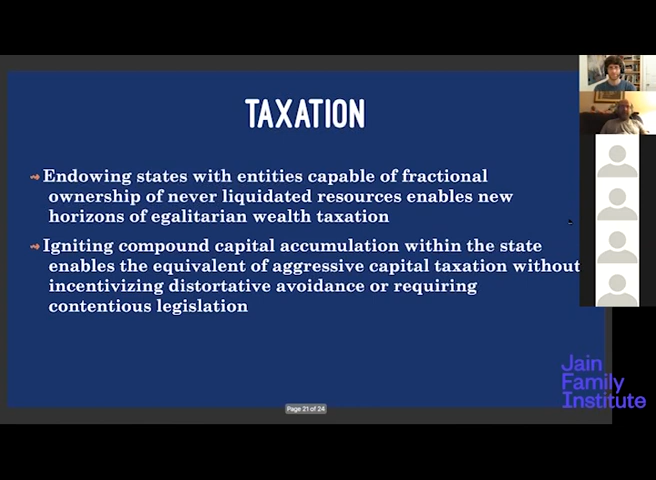 TAXATION
Endowing states with entities capable of fractional
ownership of never liquidated resources enables new
horizons of egalitarian wealth taxation
Igniting compound capital accumulation within the state
enables the equivalent of aggressive capital taxation without
incentivizing distortative avoidance or requiring
contentious legislation
Page 21 of 24
Jain
Family
Institute